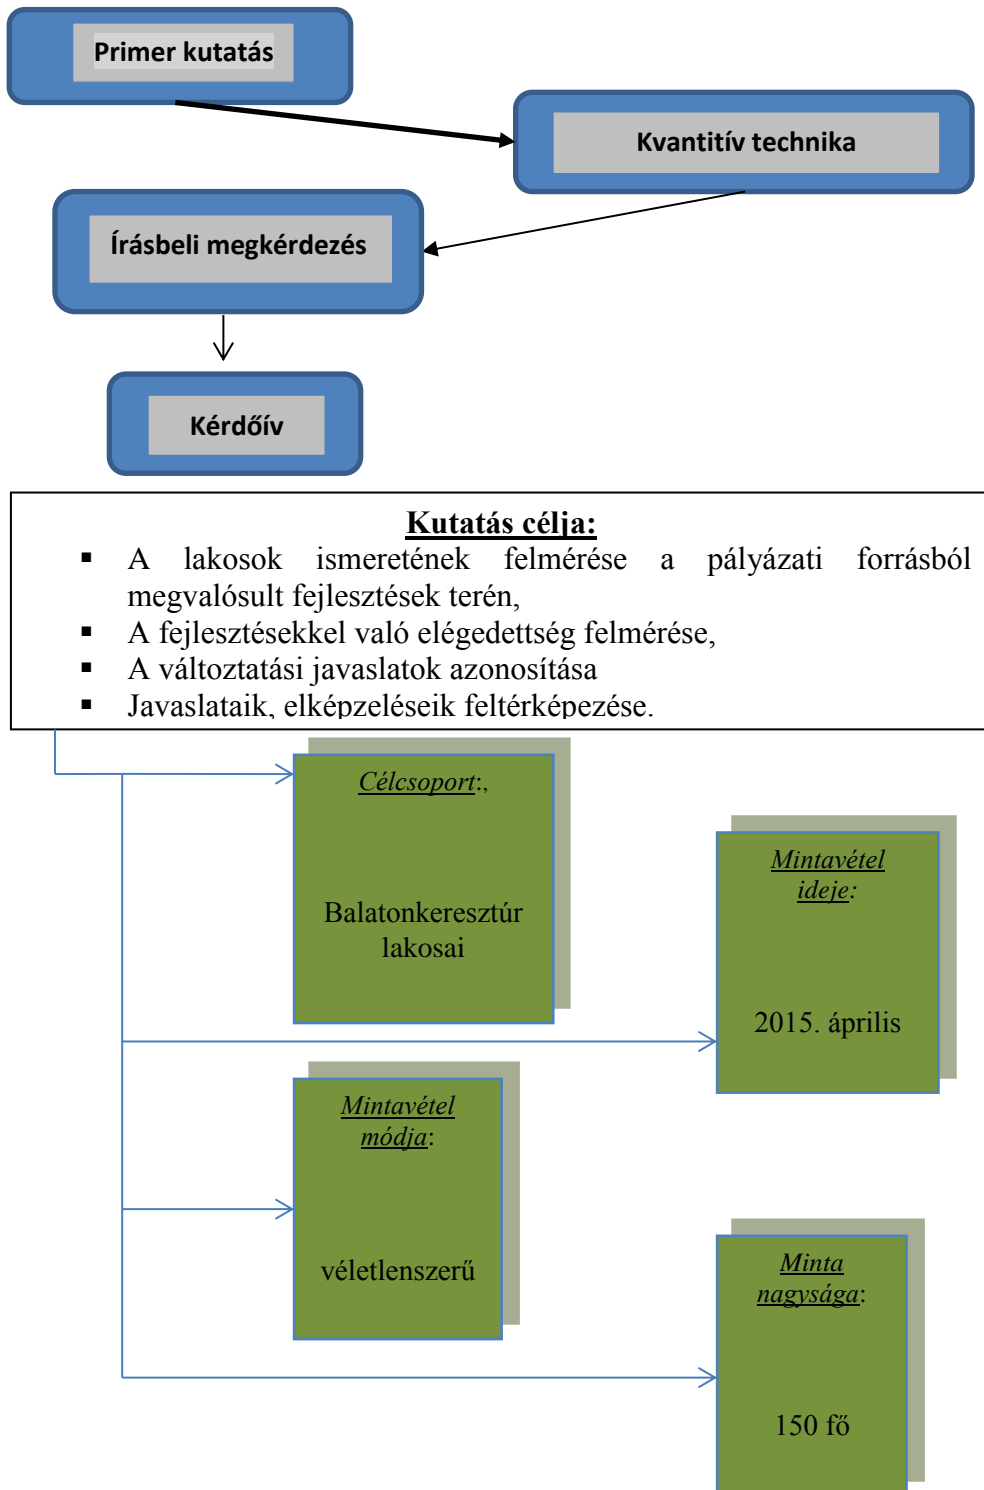 Primer kutatás
Kvantitív technika
Írásbeli megkérdezés
Kérdőív
Kutatás célja:
▪ A lakosok ismeretének felmérése a pályázati forrásból
megvalósult fejlesztések terén,
▪ A fejlesztésekkel való elégedettség felmérése,
▪ A változtatási javaslatok azonosítása
▪ Javaslataik, elképzeléseik feltérképezése.
Célcsoport:,
Balatonkeresztúr
lakosai
Mintavétel
ideje:
2015. április
Mintavétel
módja:
véletlenszerű
Minta
nagysága:
150 fő